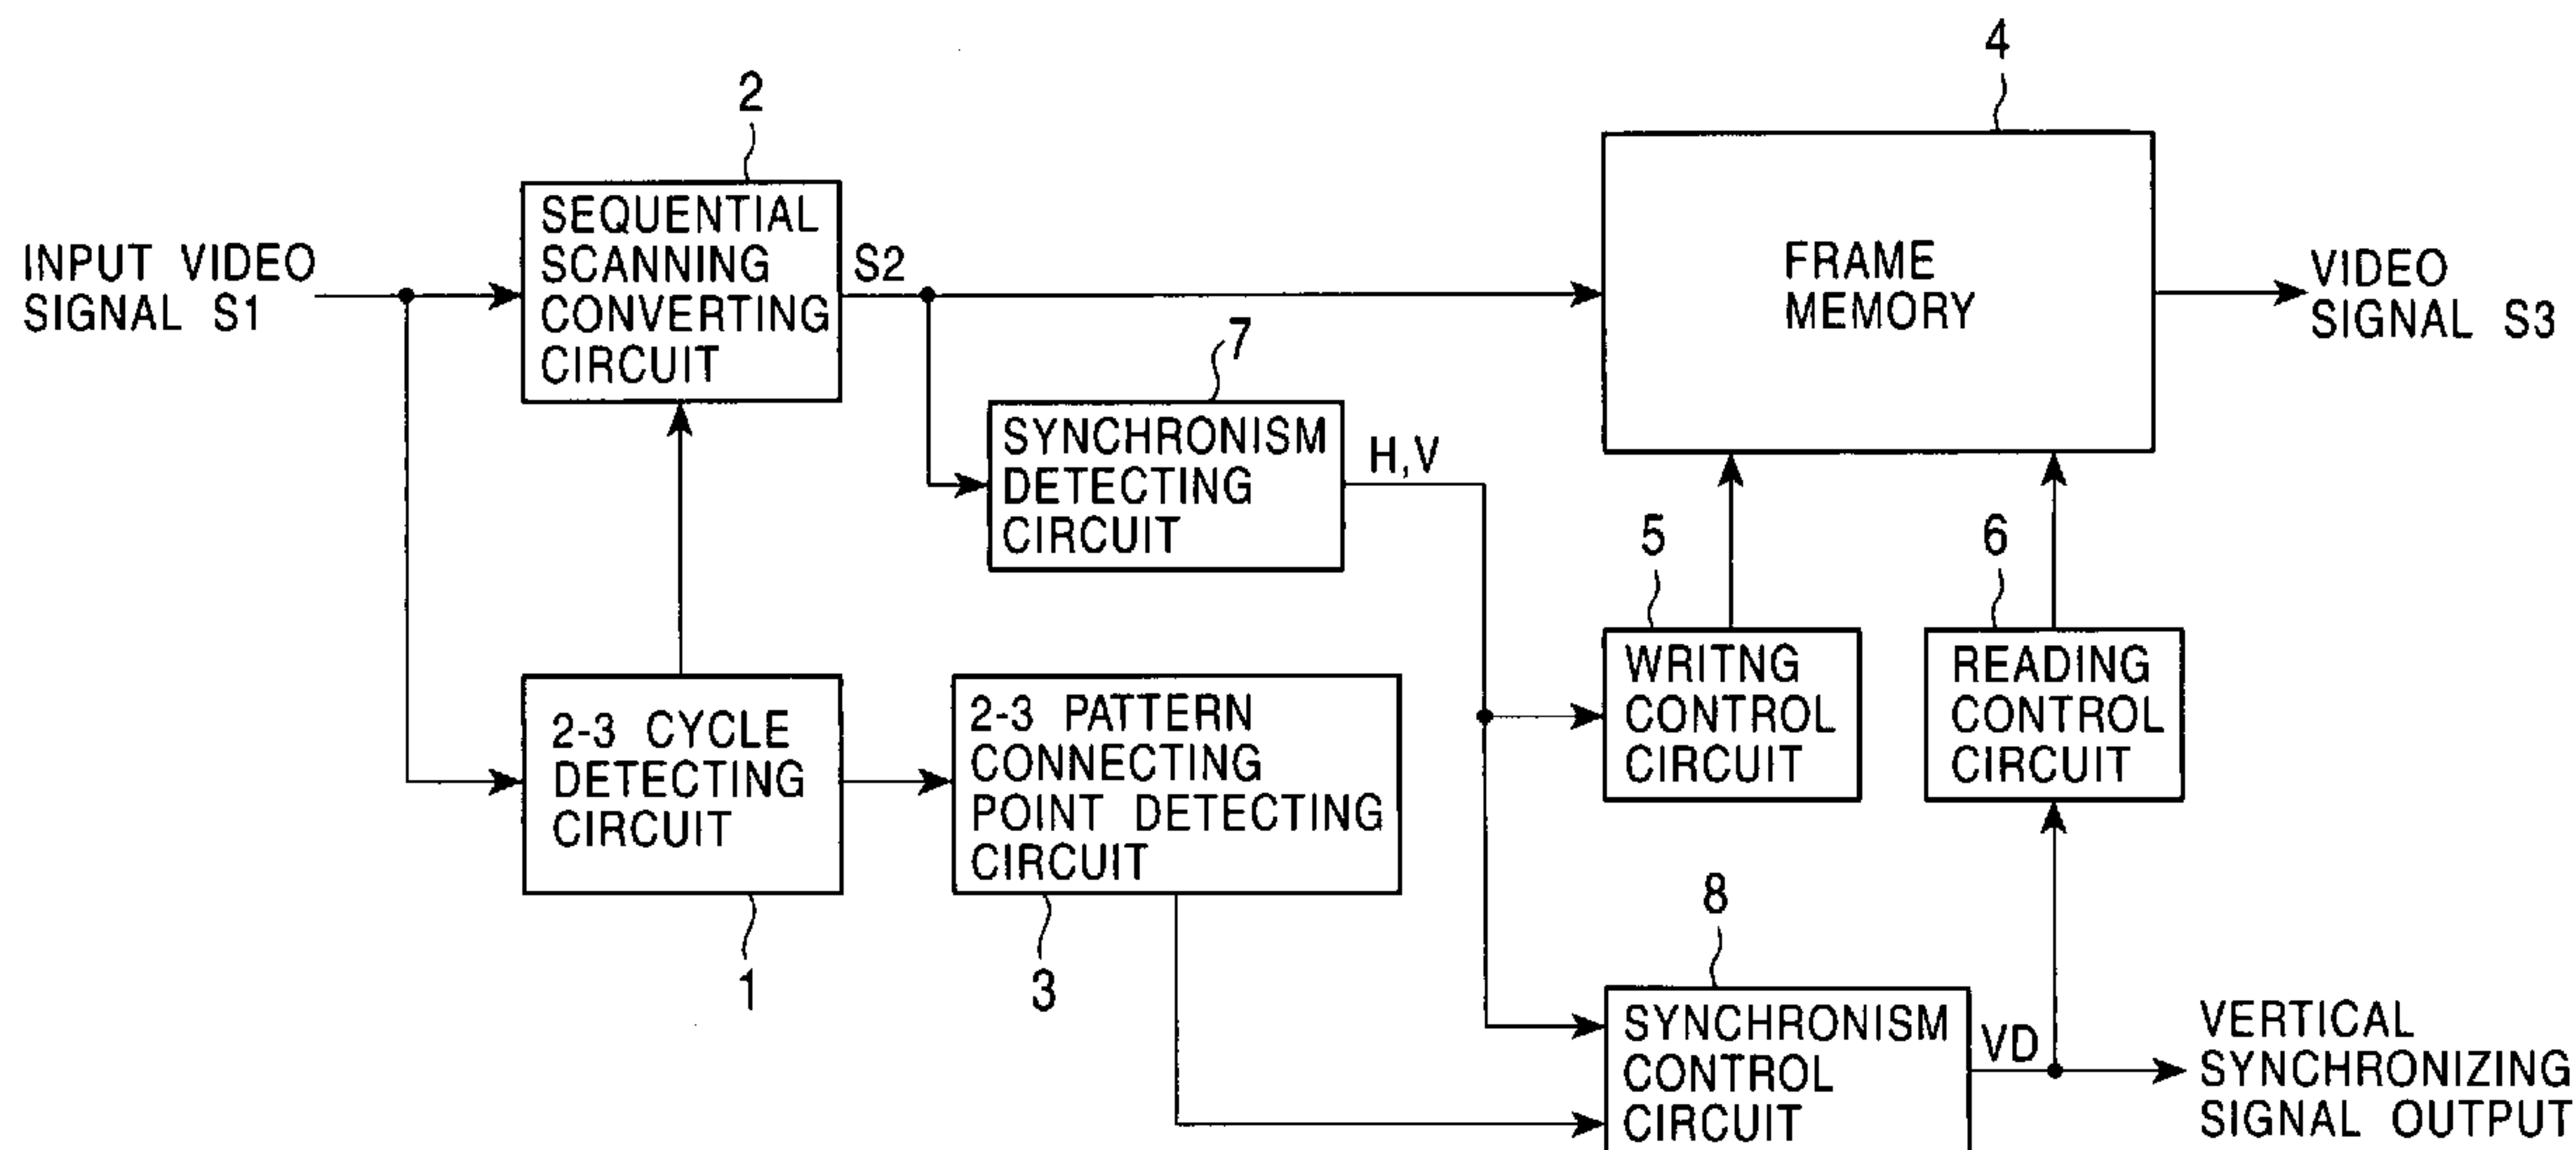 4
2
SEQUENTIAL
SCANNING
CONVERTING
CIRCUIT
INPUT VIDEO
SIGNAL S1
S2
FRAME
MEMORY
VIDEO
SIGNAL S3
7
SYNCHRONISM
DETECTING
CIRCUIT
H,V
5
6
WRITNG
CONTROL
CIRCUIT
READING
CONTROL
CIRCUIT
2-3 CYCLE
DETECTING
CIRCUIT
2-3 PATTERN
CONNECTING
POINT DETECTING
CIRCUIT
1
3
8
SYNCHRONISM
CONTROL
CIRCUIT
VD
VERTICAL
SYNCHRONIZING
SIGNAL OUTPUT